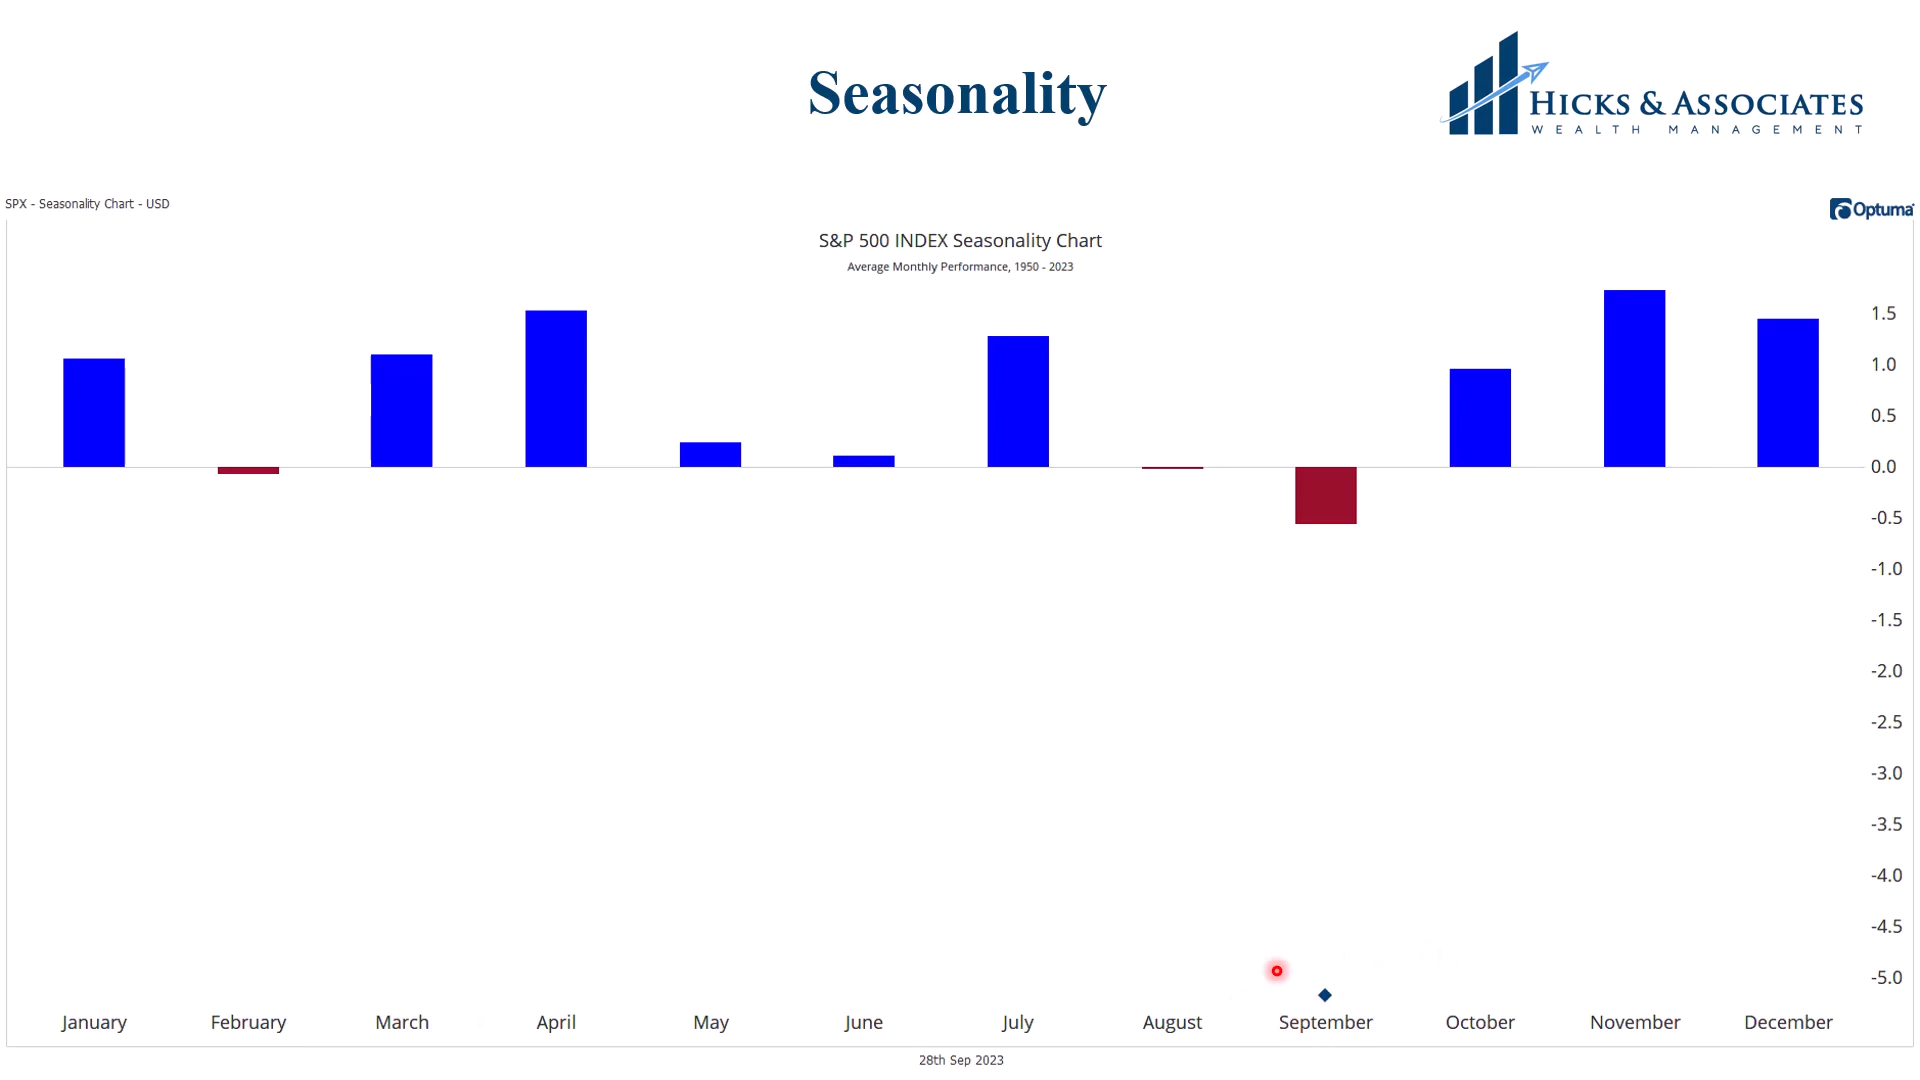 Seasonality
HICKS & ASSOCIATES
WEALTH MANAGEMENT
SPX - Seasonality Chart - USD
Optuma
S&P 500 INDEX Seasonality Chart
Average Monthly Performance, 1950 - 2023
1.5
1.0
0.5
0.0
-0.5
-1.0
-1.5
-2.0
-2.5
-3.0
-3.5
-4.0
-4.5
-5.0
January February March April May June July August September October November December
28th Sep 2023